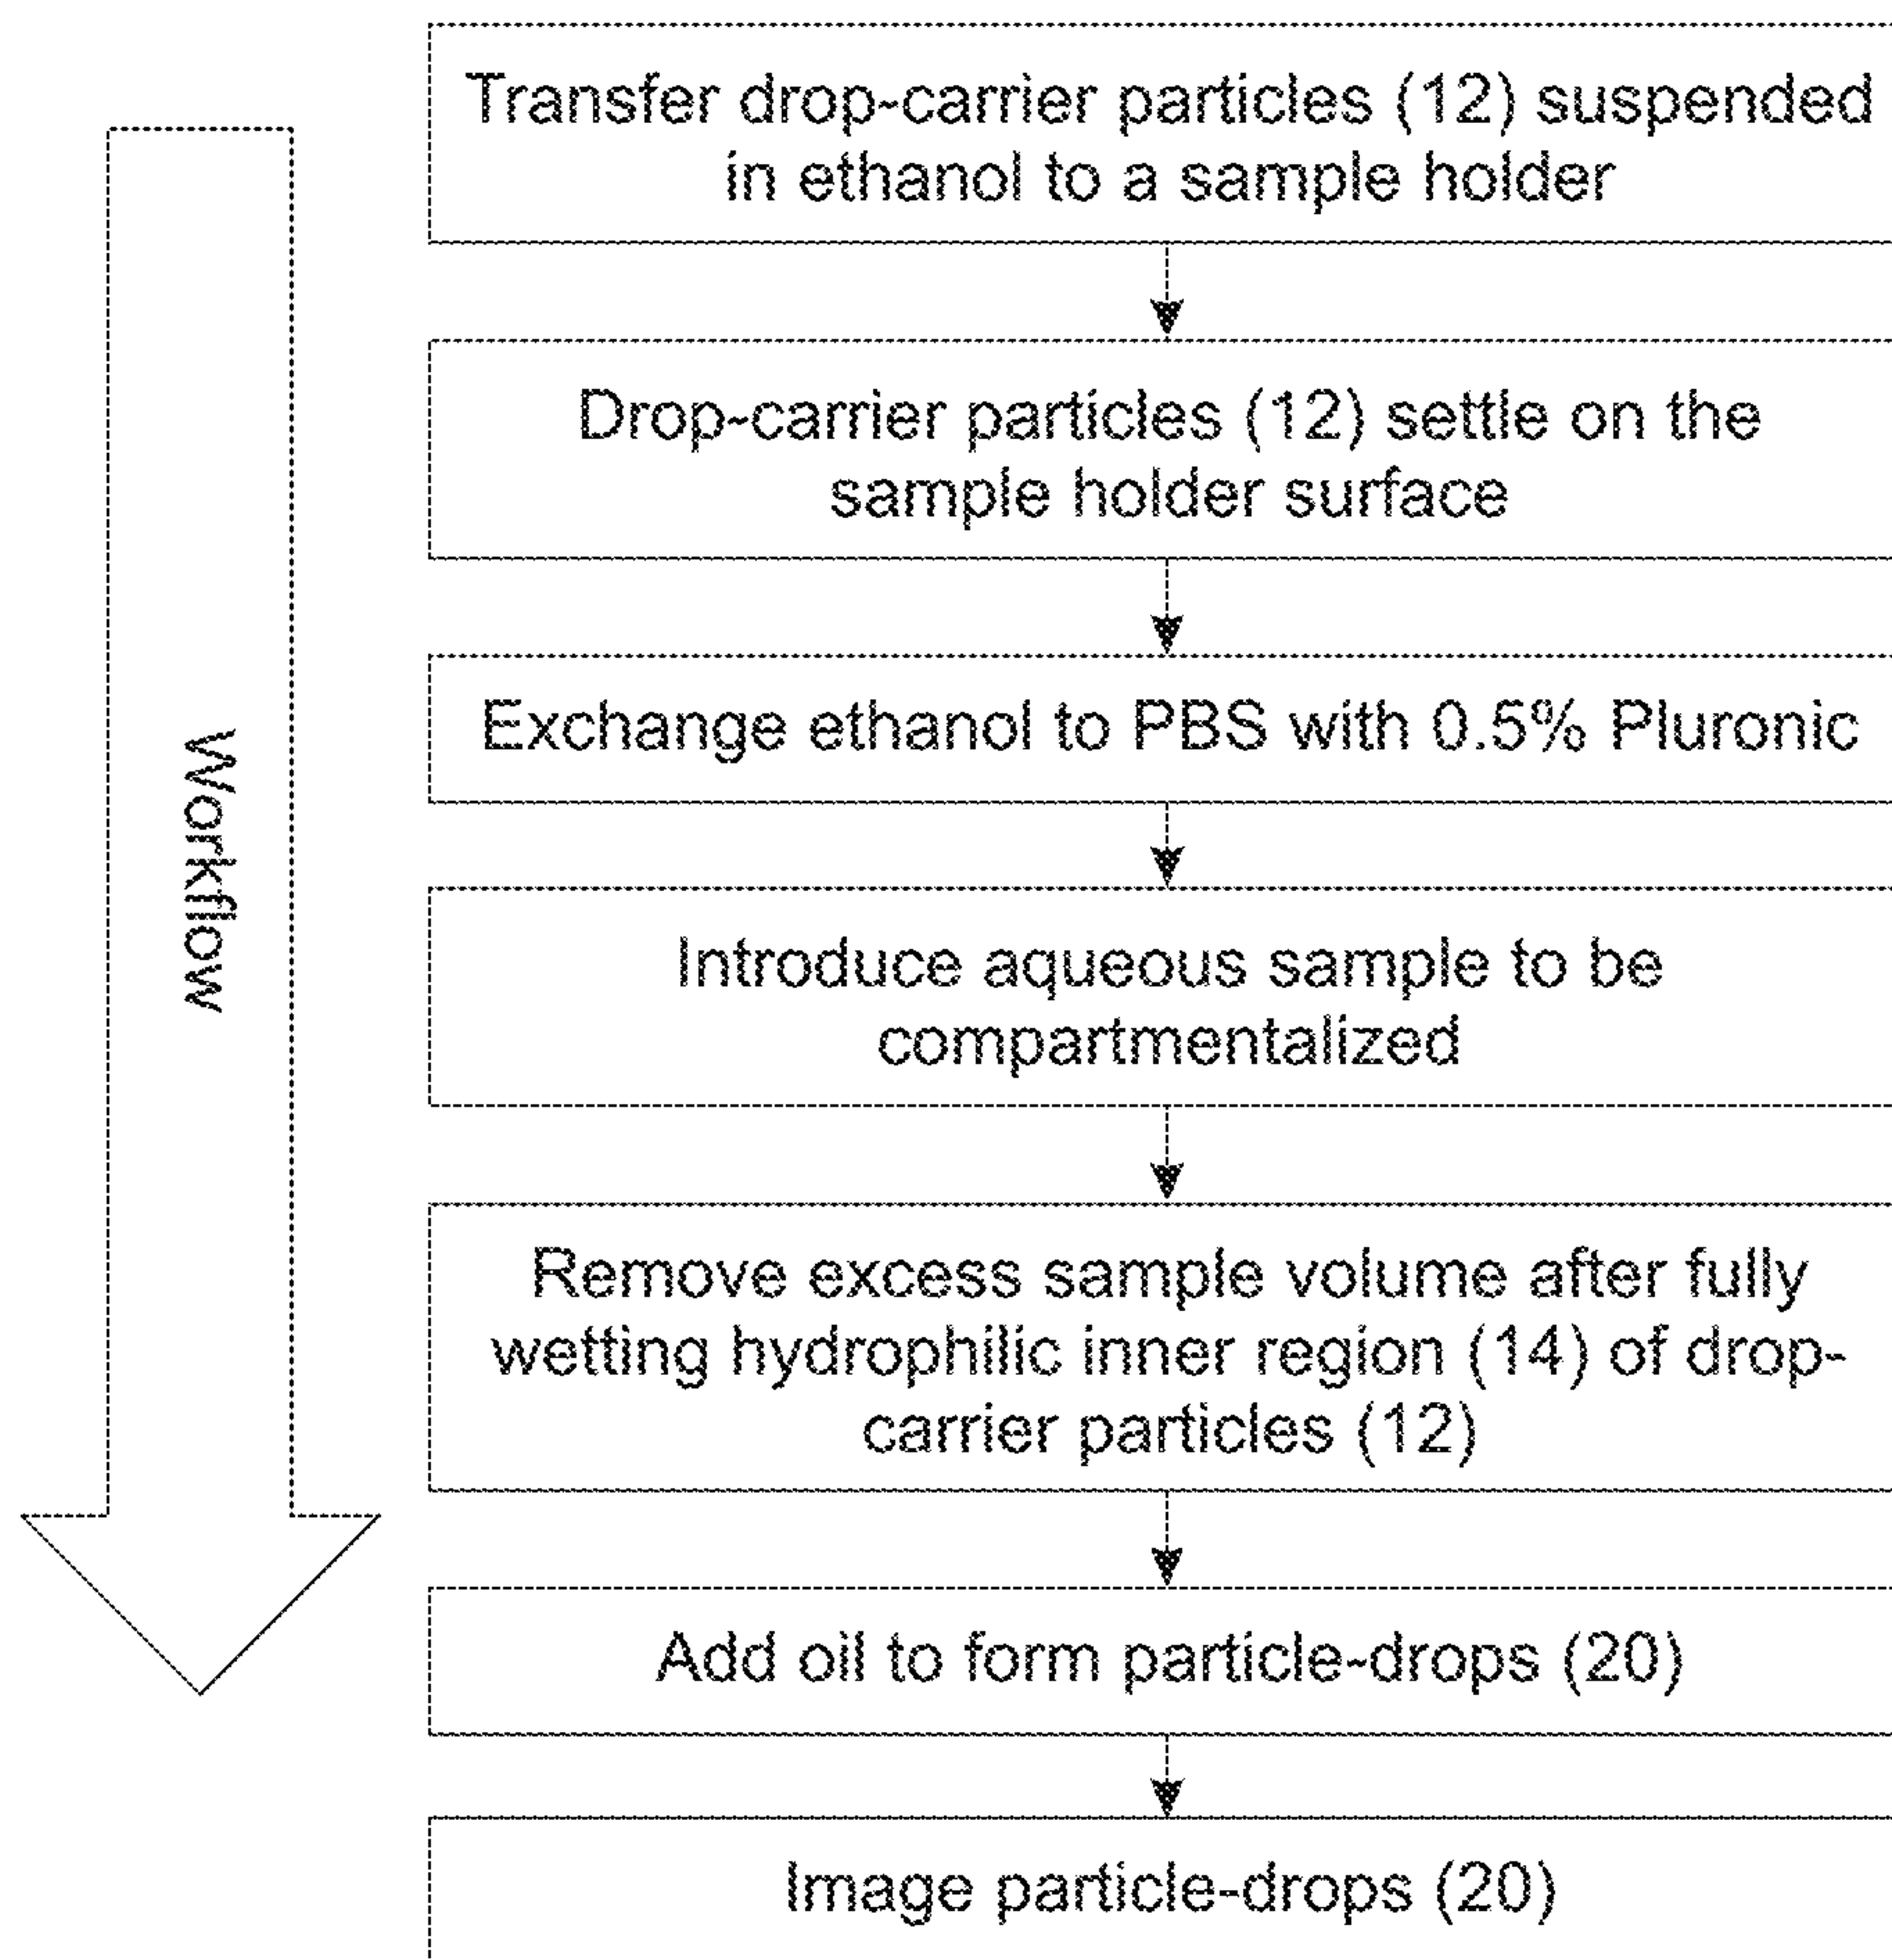 Transfer drop-carrier particles (12) suspended
in ethanol to a sample holder
Drop-carrier particles (12) settle on the
sample holder surface
Exchange ethanol to PBS with 0.5% Pluronic
Introduce aqueous sample to be
compartmentalized
Remove excess sample volume after fully
wetting hydrophilic inner region (14) of drop-
carrier particles (12)
Add oil to form particle-drops (20)
Image particle-drops (20)
Workflow